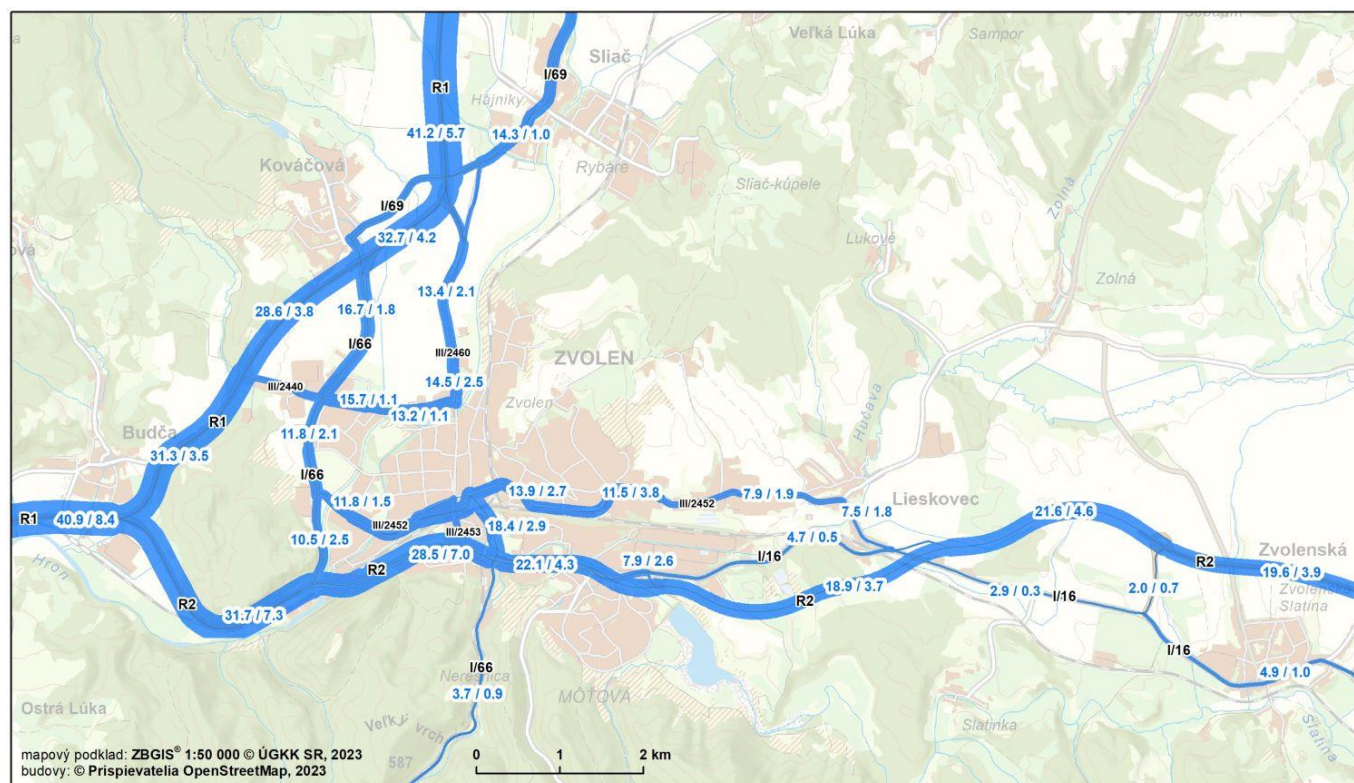 Veľká Lúka
Sampor
Sliač
I/69
R1
Hájniky
41.2 / 5.7
14.3 / 1.0
Kováčová
Rybáre
Sliač-kúpele
Zolná
I/69
32.7 / 4.2
Lukové
Zolná
13.4 / 2.1
28.6 / 3.8
16.7 / 1.8
I/66
III/2460
ZVOLEN
III/2440
14.5 / 2.5
15.7 / 1.1
Zvolen
13.2 / 1.1
Hučava
R1
Budča
11.8 / 2.1
31.3 / 3.5
I/66
11.8 / 1.5
13.9 / 2.7
11.5 / 3.8
III/2452
7.9 / 1.9
Lieskovec
R1
40.9 / 8.4
III/2452
18.4 / 2.9
III/2453
7.5 / 1.8
21.6 / 4.6
Hron
10.5 / 2.5
28.5 / 7.0
4.7 / 0.5
22.1 / 4.3
7.9 / 2.6
I/16
Zvolenská
R2
R2
19.6 / 3.9
18.9 / 3.7
2.9 / 0.3
I/16
2.0 / 0.7
Slatina
R2
31.7 / 7.3
R2
I/16
I/66
Neresnica
3.7 / 0.9
MÔŤOVÁ
4.9 / 1.0
Ostrá Lúka
Veľký vrch
587
Slatinka
Slatina
mapový podklad: ZBGIS® 1:50 000 © ÚGKK SR, 2023
budovy: © Prispievatelia OpenStreetMap, 2023
0 1 2 km